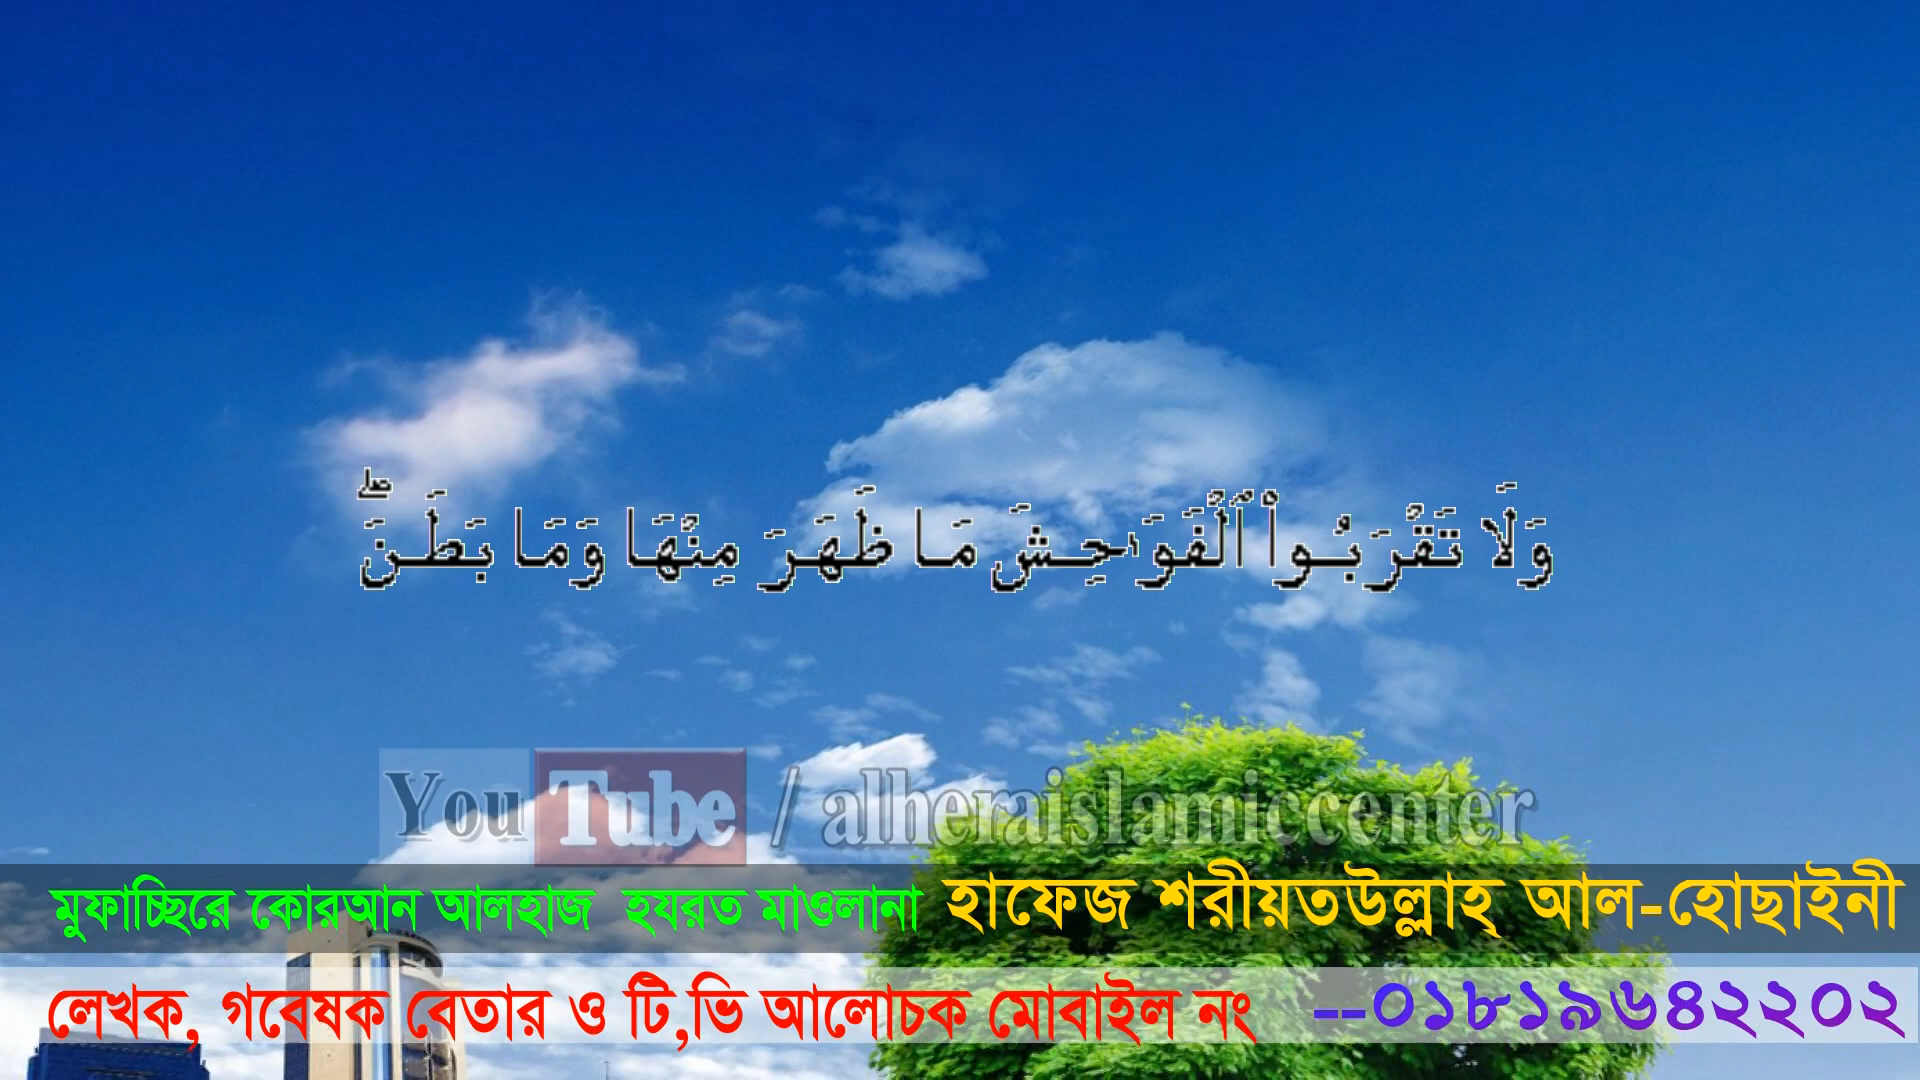 وَلَا تَقْرَبُوا۟ ٱلْفَوَٰحِشَ مَا ظَهَرَ مِنْهَا وَمَا بَطَنَ ۖ
YouTube / alheraislamiccenter
মুফাচ্ছিরে কোরআন আলহাজ হযরত মাওলানা হাফেজ শরীয়তউল্লাহ্ আল-হোছাইনী
লেখক, গবেষক বেতার ও টি,ভি আলোচক মোবাইল নং --০১৮১৯৬৪২২০২